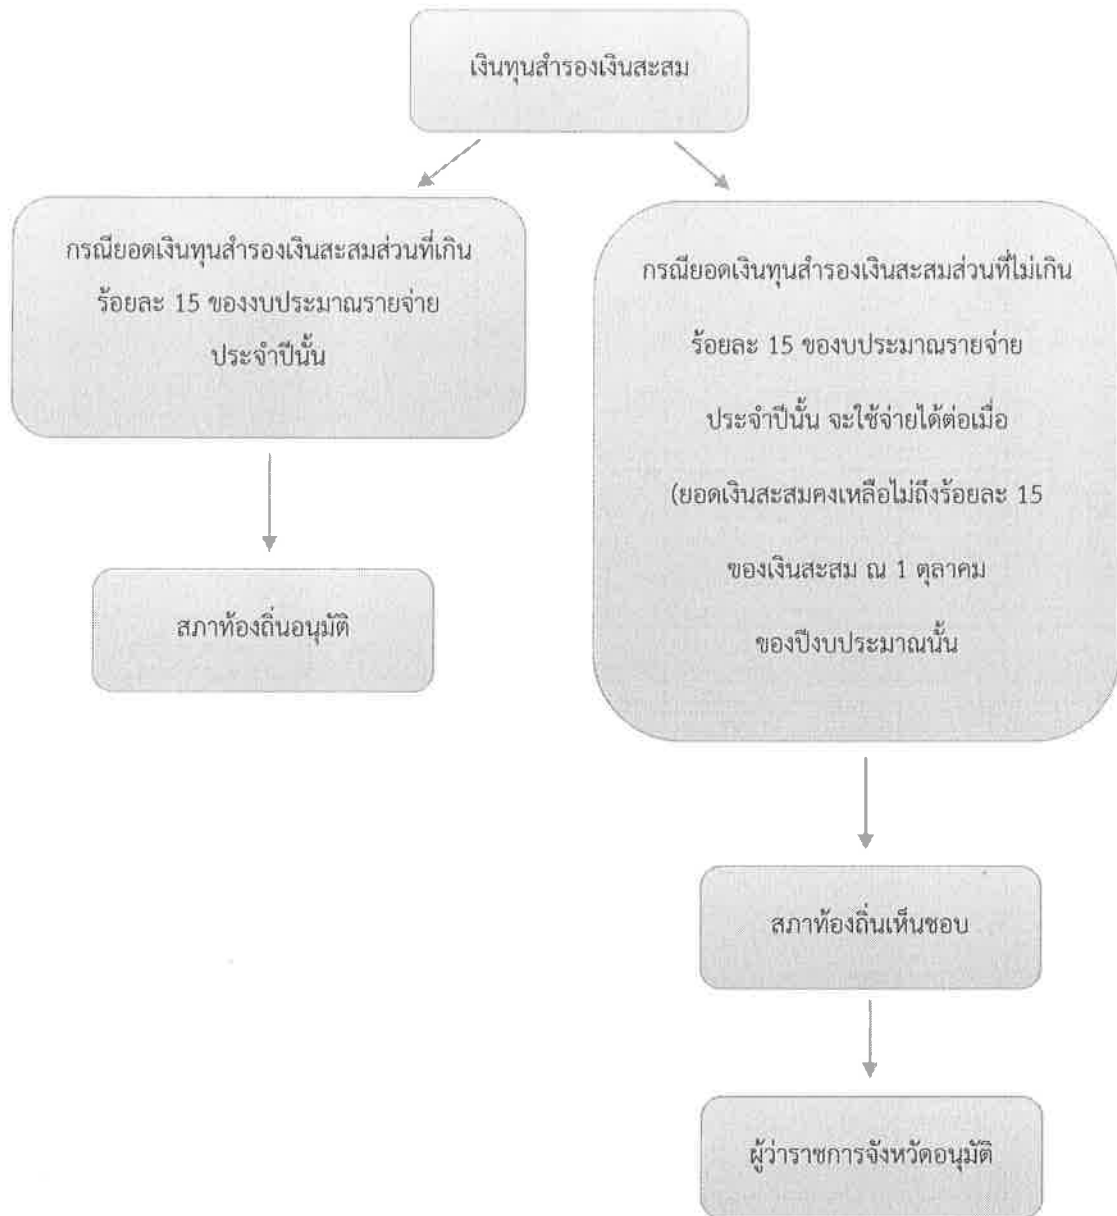 เงินทุนสำรองเงินสะสม
กรณียอดเงินทุนสำรองเงินสะสมส่วนที่เกิน
ร้อยละ 15 ของงบประมาณรายจ่าย
ประจำปีนั้น
สภาท้องถิ่นอนุมัติ
กรณียอดเงินทุนสำรองเงินสะสมส่วนที่ไม่เกิน
ร้อยละ 15 ของบประมาณรายจ่าย
ประจำปีนั้น จะใช้จ่ายได้ต่อเมื่อ
(ยอดเงินสะสมคงเหลือไม่ถึงร้อยละ 15
ของเงินสะสม ณ 1 ตุลาคม
ของปีงบประมาณนั้น
สภาท้องถิ่นเห็นชอบ
ผู้ว่าราชการจังหวัดอนุมัติ